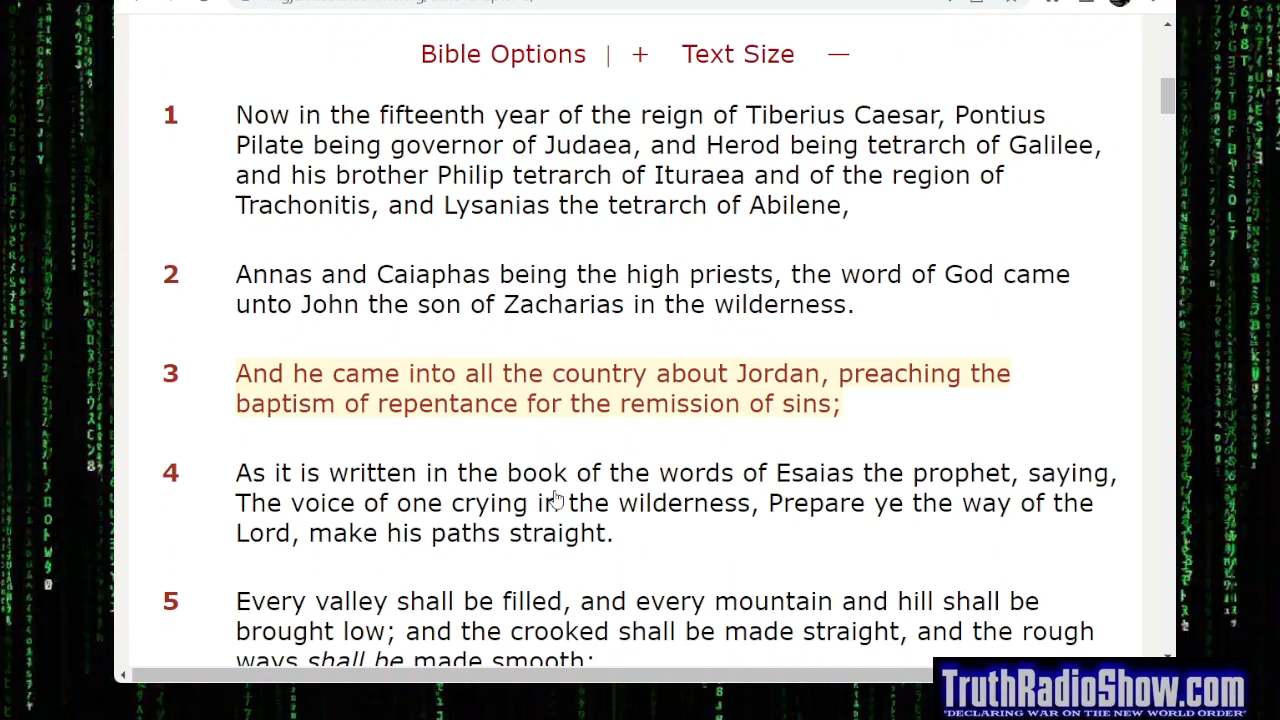 Bible Options | + Text Size —
1 Now in the fifteenth year of the reign of Tiberius Caesar, Pontius
Pilate being governor of Judaea, and Herod being tetrarch of Galilee,
and his brother Philip tetrarch of Ituraea and of the region of
Trachonitis, and Lysanias the tetrarch of Abilene,
2 Annas and Caiaphas being the high priests, the word of God came
unto John the son of Zacharias in the wilderness.
3 And he came into all the country about Jordan, preaching the
baptism of repentance for the remission of sins;
4 As it is written in the book of the words of Esaias the prophet, saying,
The voice of one crying in the wilderness, Prepare ye the way of the
Lord, make his paths straight.
5 Every valley shall be filled, and every mountain and hill shall be
brought low; and the crooked shall be made straight, and the rough
ways shall be made smooth;
TruthRadioShow.com
"DECLARING WAR ON THE NEW WORLD ORDER"